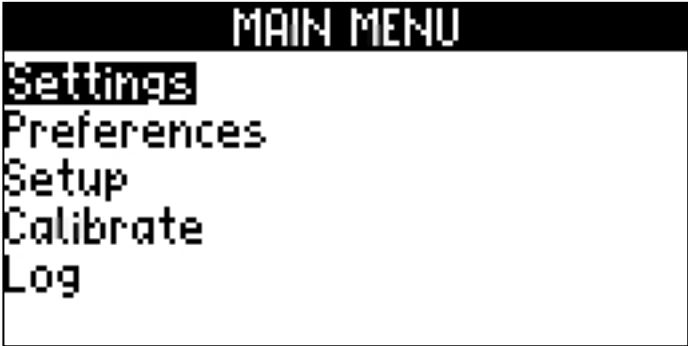 MAIN MENU
Settings
Preferences
Setup
Calibrate
Log